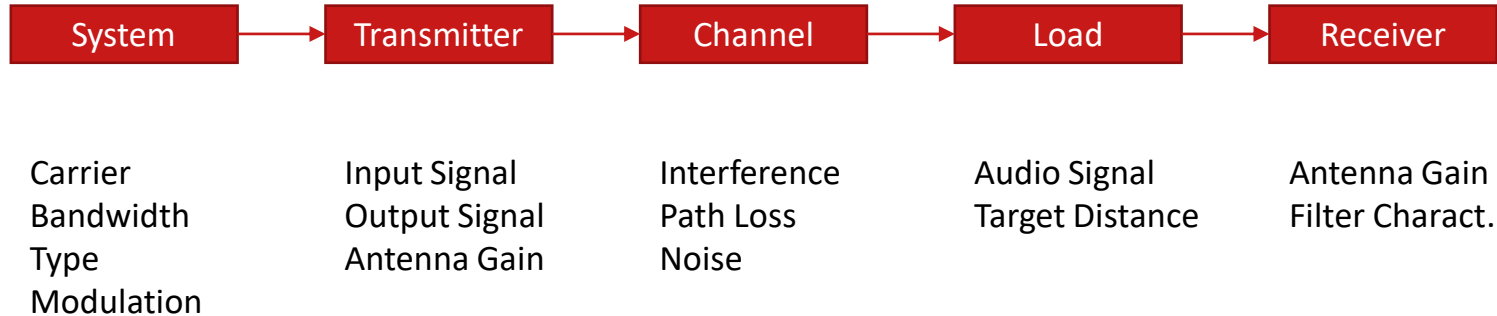 System
Transmitter
Channel
Load
Receiver
Carrier
Bandwidth
Type
Modulation
Input Signal
Output Signal
Antenna Gain
Interference
Path Loss
Noise
Audio Signal
Target Distance
Antenna Gain
Filter Charact.